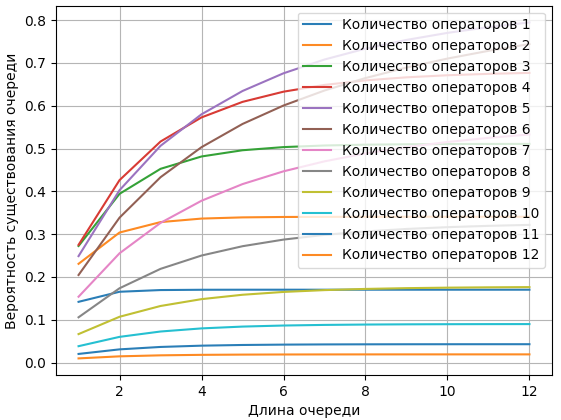 0.8
0.7
0.6
0.5
0.4
0.3
0.2
0.1
0.0
Вероятность существования очереди
Количество операторов 1
Количество операторов 2
Количество операторов 3
Количество операторов 4
Количество операторов 5
Количество операторов 6
Количество операторов 7
Количество операторов 8
Количество операторов 9
Количество операторов 10
Количество операторов 11
Количество операторов 12
2 4 6 8 10 12
Длина очереди